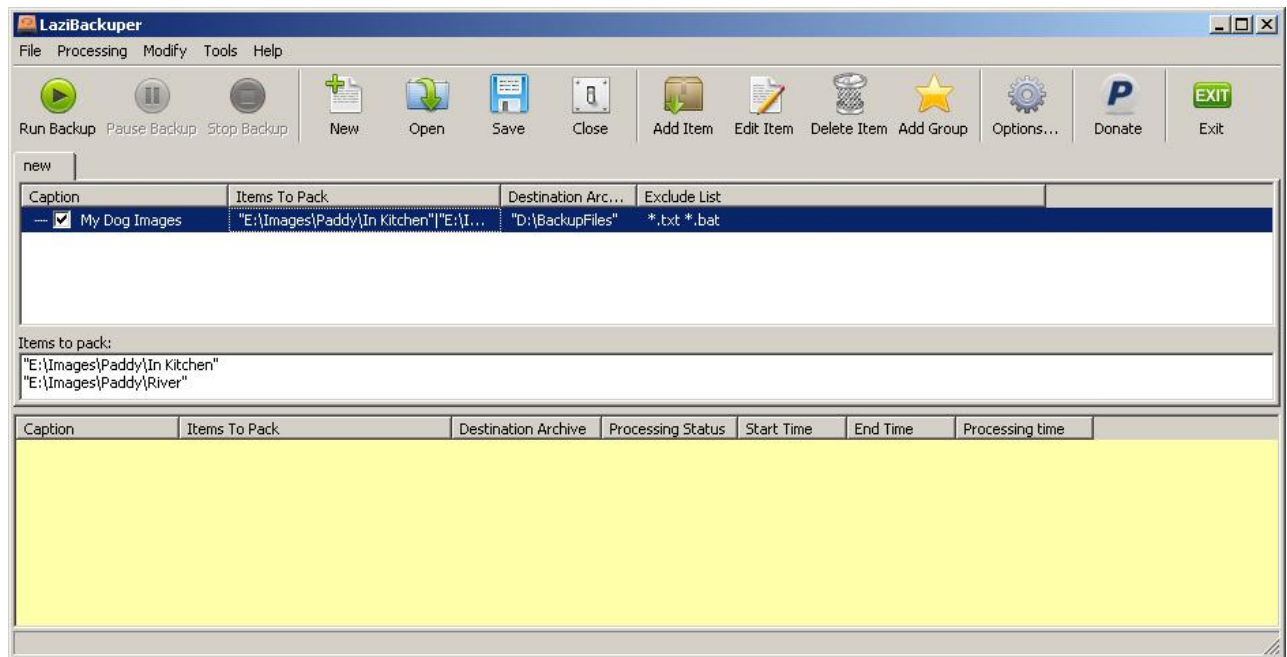 LaziBackuper
File Processing Modify Tools Help
Run Backup Pause Backup Stop Backup New Open Save Close Add Item Edit Item Delete Item Add Group Options... Donate EXIT Exit
new
Caption Items To Pack Destination Arc... Exclude List
My Dog Images "E:\Images\Paddy\In Kitchen"|"E:\I... "D:\BackupFiles" *.txt *.bat
Items to pack:
"E:\Images\Paddy\In Kitchen"
"E:\Images\Paddy\River"
Caption Items To Pack Destination Archive Processing Status Start Time End Time Processing time